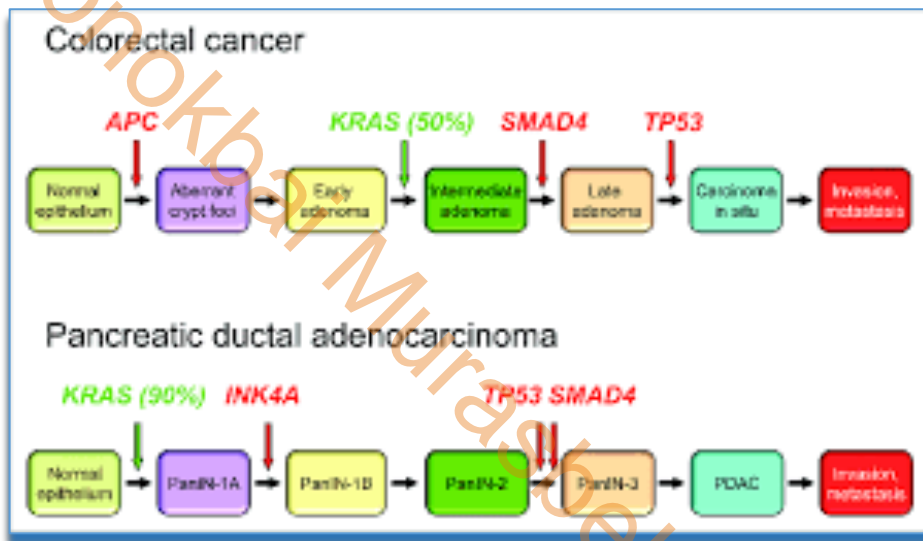 Colorectal cancer
APC KRAS (50%) SMAD4 TP53
Normal epithelium Aberrant crypt foci Early adenoma Intermediate adenoma Late adenoma Carcinoma in situ Invasion, metastasis
Pancreatic ductal adenocarcinoma
KRAS (90%) INK4A TP53 SMAD4
Normal epithelium PanIN-1A PanIN-1B PanIN-2 PanIN-3 PDAC Invasion, metastasis